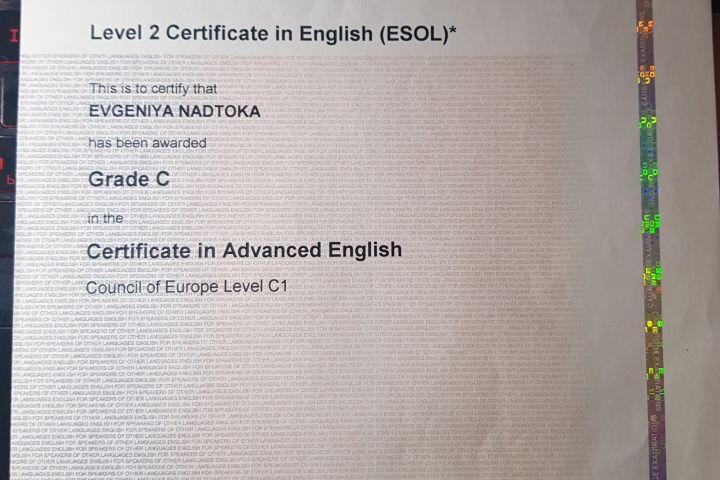 Level 2 Certificate in English (ESOL)*
This is to certify that
EVGENIYA NADTOKA
has been awarded
Grade C
in the
Certificate in Advanced English
Council of Europe Level C1